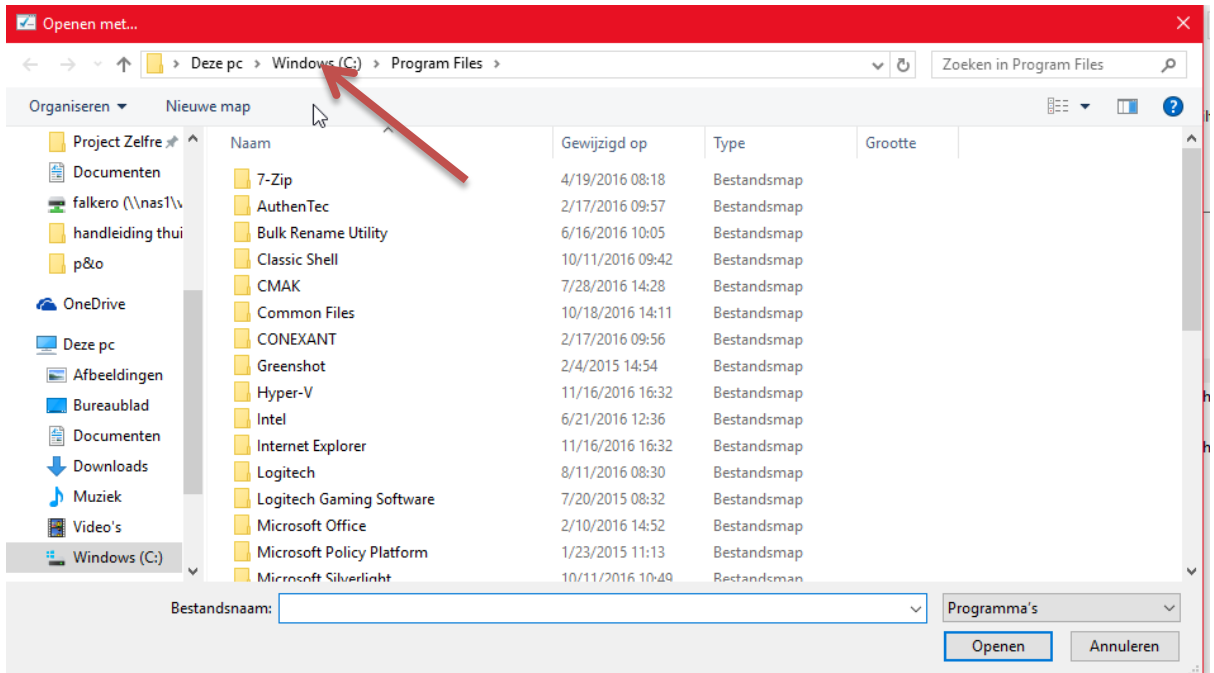 Openen met...
Deze pc > Windows (C:) > Program Files >
Zoeken in Program Files
Organiseren
Nieuwe map
Project Zelfre
Documenten
falkero (\\nas1\v
handleiding thui
p&o
OneDrive
Deze pc
Afbeeldingen
Bureaublad
Documenten
Downloads
Muziek
Video's
Windows (C:)
Naam Gewijzigd op Type Grootte
7-Zip 4/19/2016 08:18 Bestandsmap
AuthenTec 2/17/2016 09:57 Bestandsmap
Bulk Rename Utility 6/16/2016 10:05 Bestandsmap
Classic Shell 10/11/2016 09:42 Bestandsmap
CMAK 7/28/2016 14:28 Bestandsmap
Common Files 10/18/2016 14:11 Bestandsmap
CONEXANT 2/17/2016 09:56 Bestandsmap
Greenshot 2/4/2015 14:54 Bestandsmap
Hyper-V 11/16/2016 16:32 Bestandsmap
Intel 6/21/2016 12:36 Bestandsmap
Internet Explorer 11/16/2016 16:32 Bestandsmap
Logitech 8/11/2016 08:30 Bestandsmap
Logitech Gaming Software 7/20/2015 08:32 Bestandsmap
Microsoft Office 2/10/2016 14:52 Bestandsmap
Microsoft Policy Platform 1/23/2015 11:13 Bestandsmap
Microsoft Silverlight 10/11/2016 10:49 Bestandsmap
Bestandsnaam:
Programma's
Openen
Annuleren